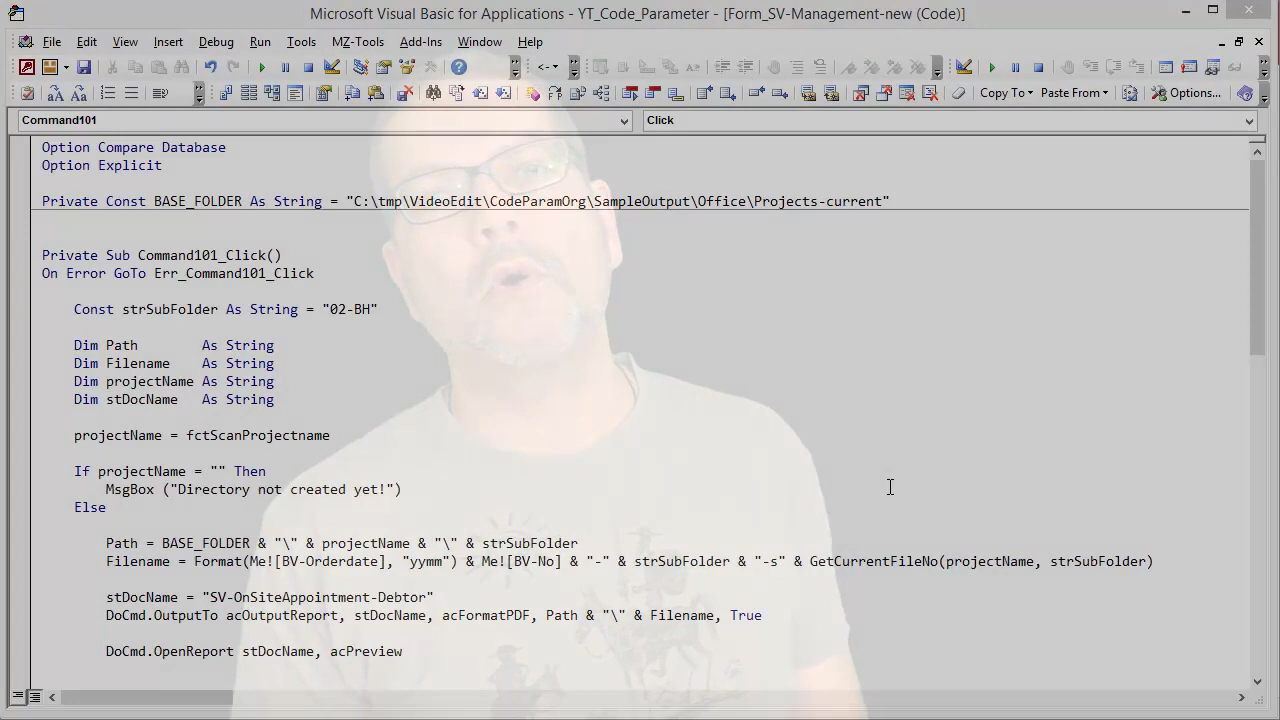 Microsoft Visual Basic for Applications - YT_Code_Parameter - [Form_SV-Management-new (Code)]
File Edit View Insert Debug Run Tools MZ-Tools Add-Ins Window Help
Copy To Paste From Options...
Command101 Click
Option Compare Database
Option Explicit
Private Const BASE_FOLDER As String = "C:\tmp\VideoEdit\CodeParamOrg\SampleOutput\Office\Projects-current"
Private Sub Command101_Click()
On Error GoTo Err_Command101_Click
Const strSubFolder As String = "02-BH"
Dim Path As String
Dim Filename As String
Dim projectName As String
Dim stDocName As String
projectName = fctScanProjectname
If projectName = "" Then
MsgBox ("Directory not created yet!")
Else
Path = BASE_FOLDER & "\" & projectName & "\" & strSubFolder
Filename = Format(Me![BV-Orderdate], "yymm") & Me![BV-No] & "-" & strSubFolder & "-s" & GetCurrentFileNo(projectName, strSubFolder)
stDocName = "SV-OnSiteAppointment-Debtor"
DoCmd.OutputTo acOutputReport, stDocName, acFormatPDF, Path & "\" & Filename, True
DoCmd.OpenReport stDocName, acPreview